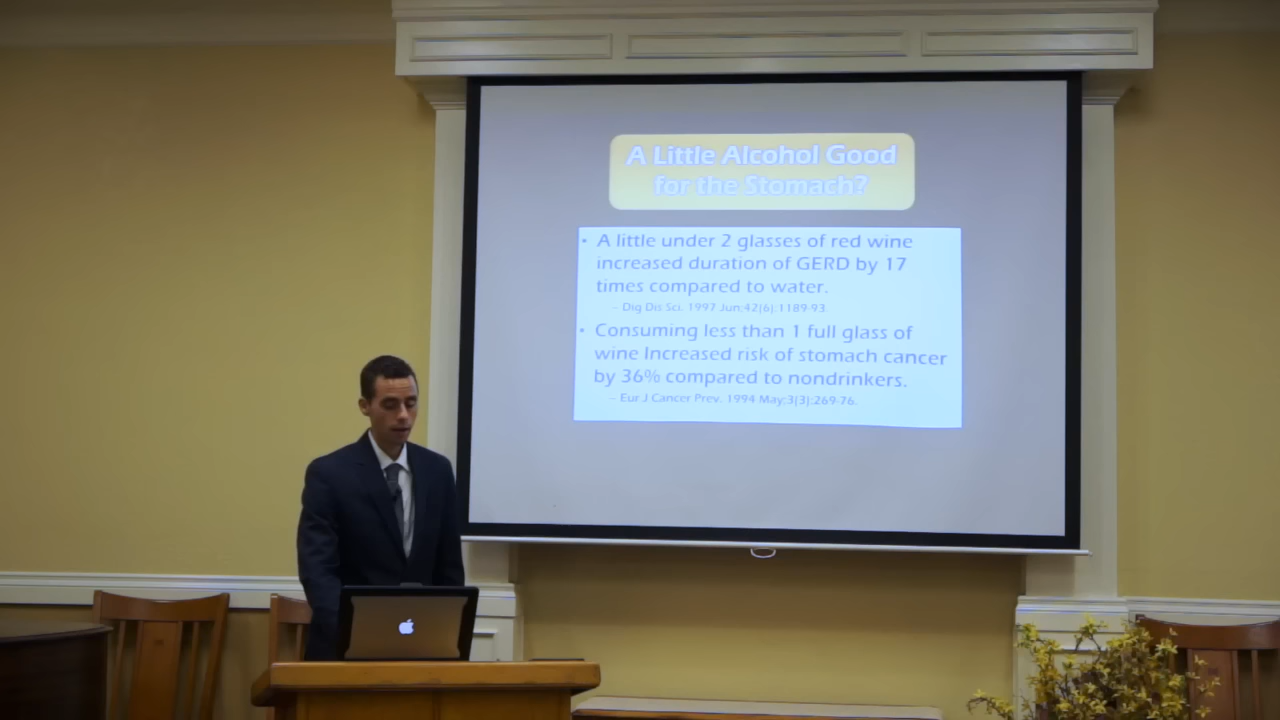 A Little Alcohol Good
for the Stomach?
• A little under 2 glasses of red wine
increased duration of GERD by 17
times compared to water.
– Dig Dis Sci. 1997 Jun;42(6):1189-93.
• Consuming less than 1 full glass of
wine Increased risk of stomach cancer
by 36% compared to nondrinkers.
– Eur J Cancer Prev. 1994 May;3(3):269-76.